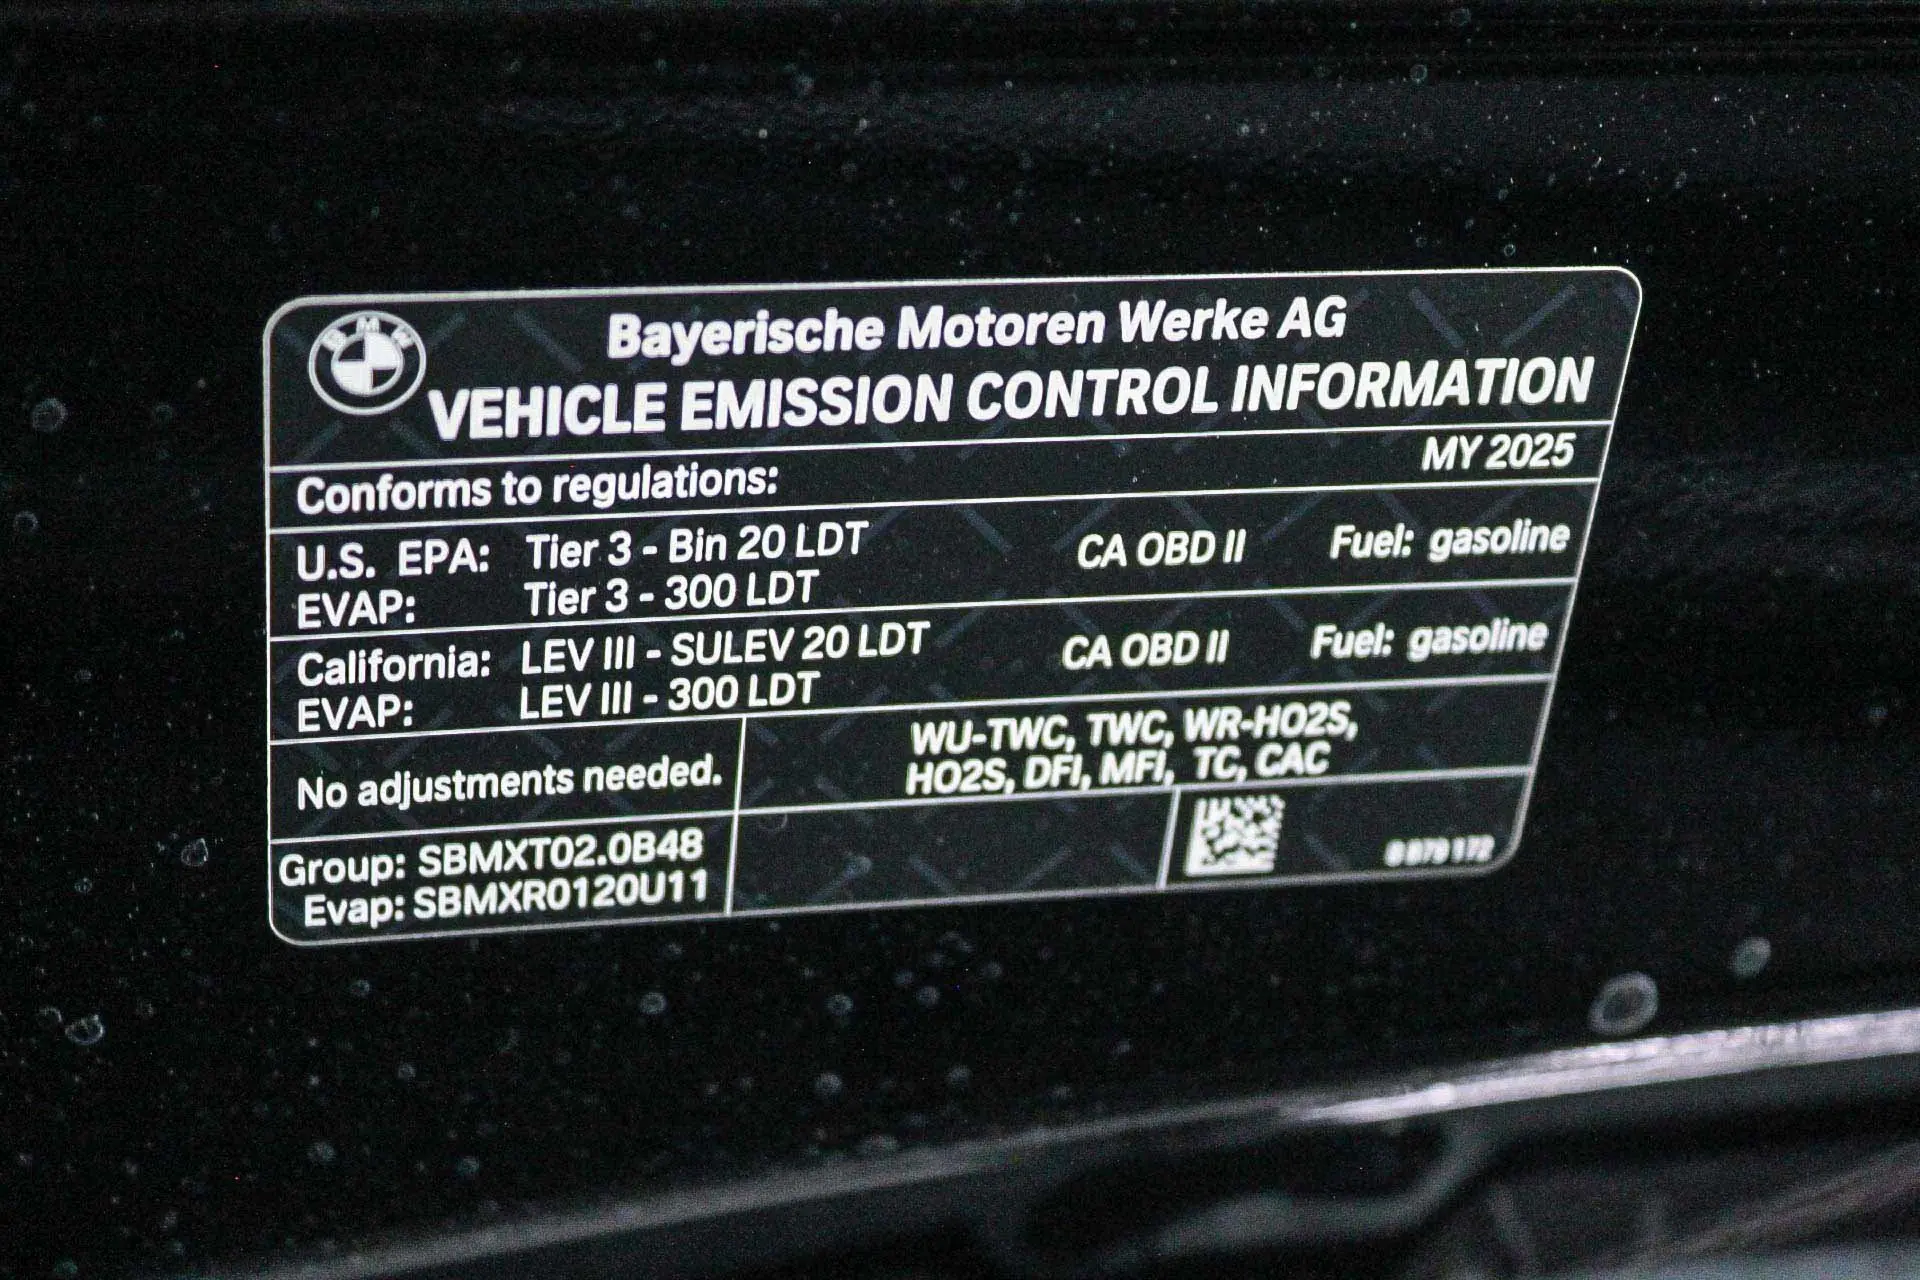 BMW
Bayerische Motoren Werke AG
VEHICLE EMISSION CONTROL INFORMATION
Conforms to regulations: MY 2025
U.S. EPA: Tier 3 - Bin 20 LDT CA OBD II Fuel: gasoline
EVAP: Tier 3 - 300 LDT
California: LEV III - SULEV 20 LDT CA OBD II Fuel: gasoline
EVAP: LEV III - 300 LDT
No adjustments needed.
WU-TWC, TWC, WR-HO2S,
HO2S, DFI, MFI, TC, CAC
Group: SBMXT02.0B48
Evap: SBMXR0120U11